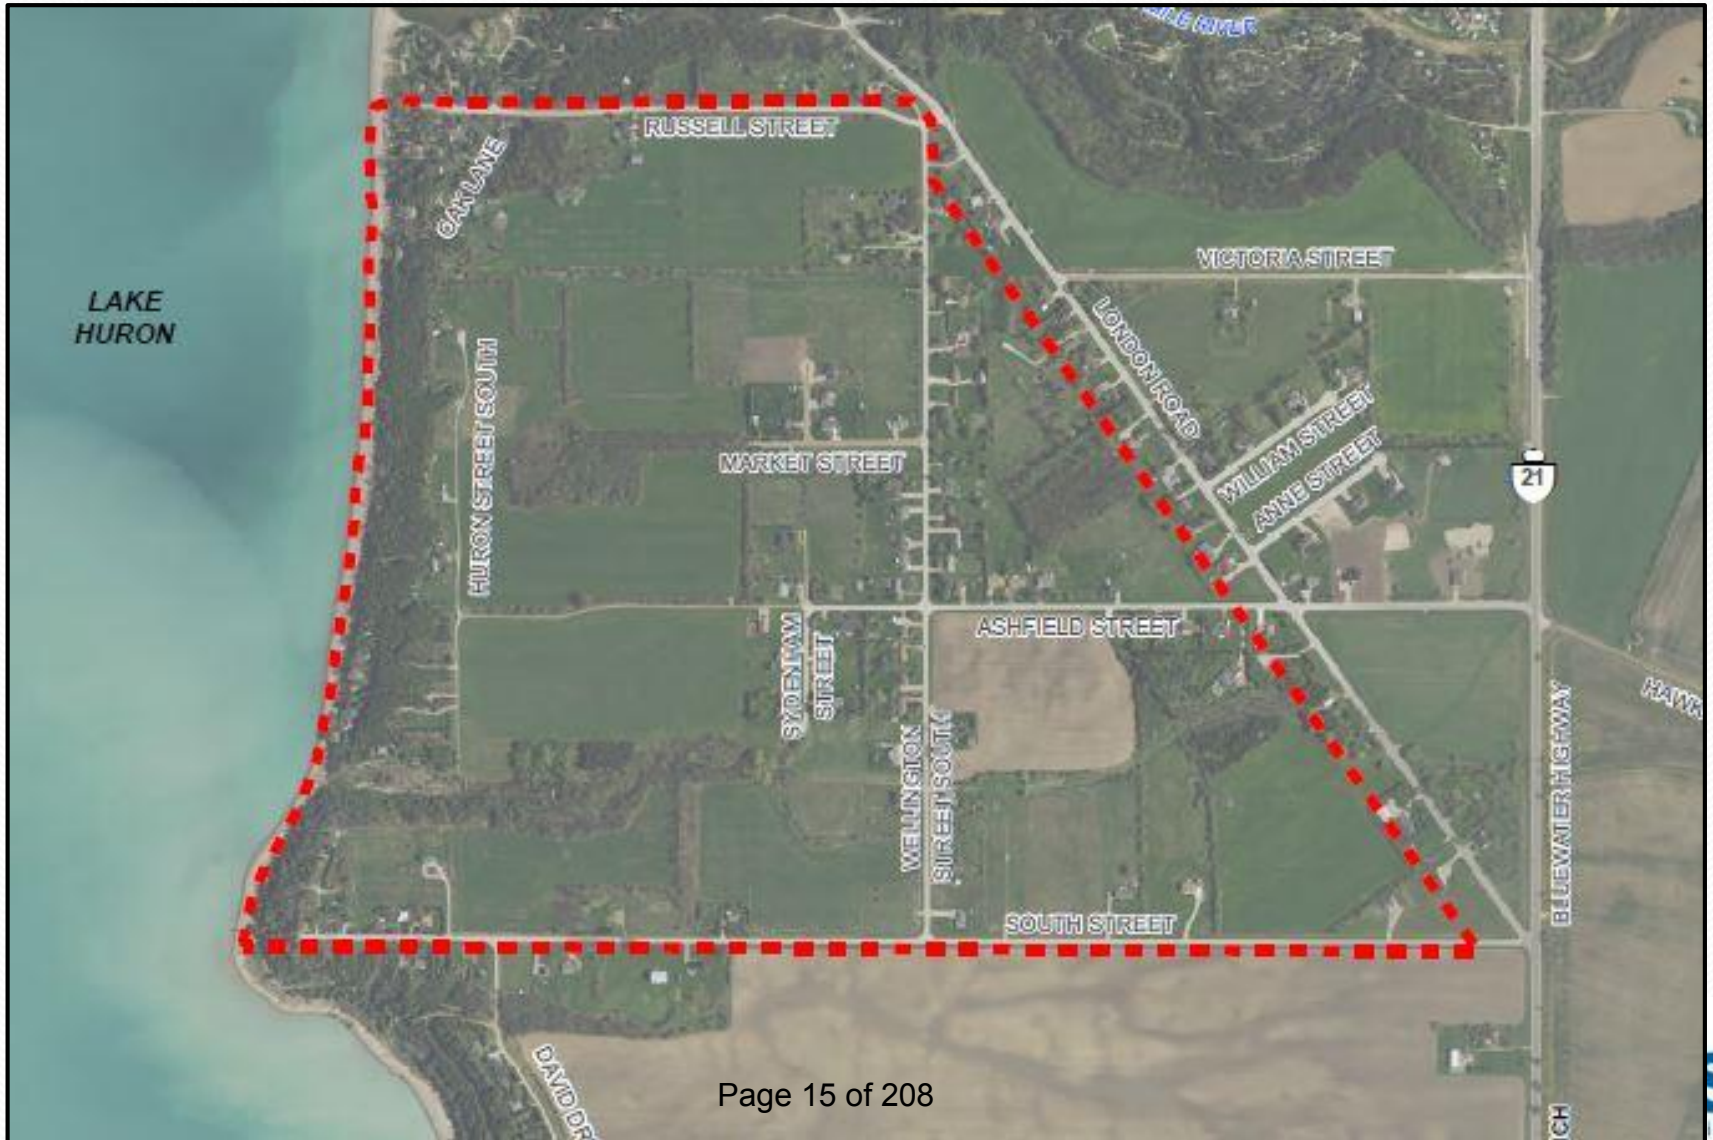 RUSSELL STREET
OAK LANE
VICTORIA STREET
LAKE
HURON
LONDON ROAD
HURON STREET SOUTH
WILLIAM STREET
MARKET STREET
ANNE STREET
21
ASHFIELD STREET
SYDENHAM
STREET
WELLINGTON
STREET SOUTH
BLUEWATER HIGHWAY
SOUTH STREET
DAVID
Page 15 of 208